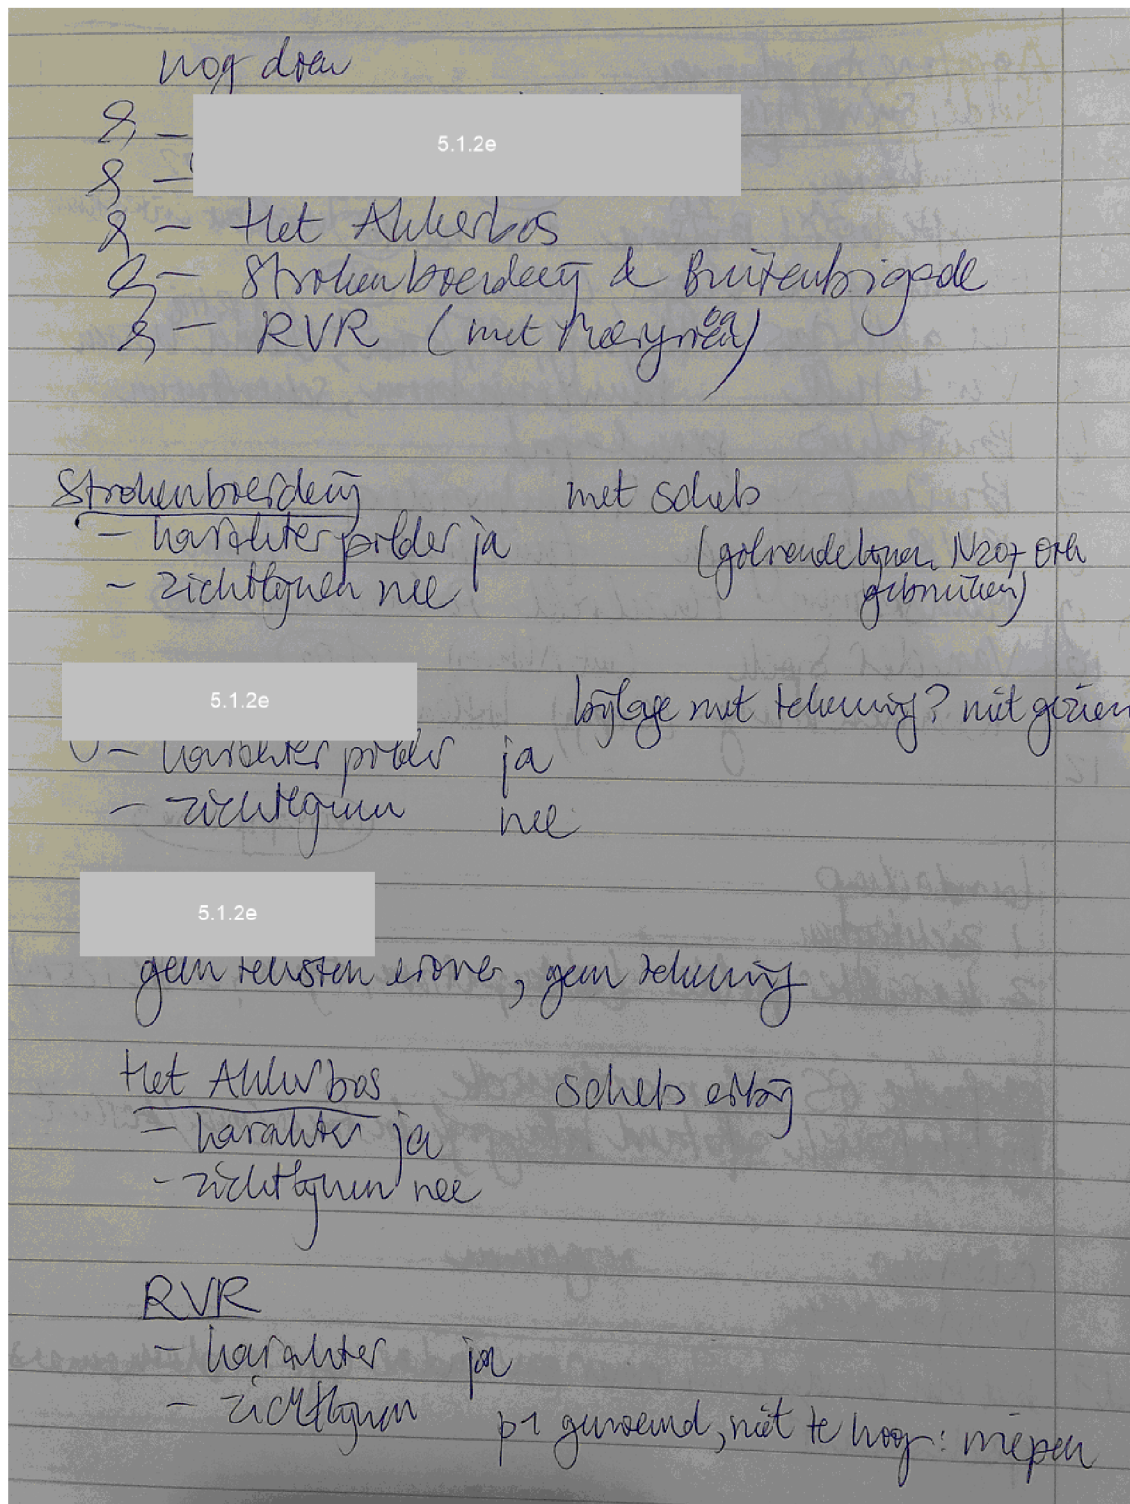 nog doen
-
5.1.2e
-
- Het Akkerbos
- Strokenboerderij & Buitenbrigade
- RVR (met
Strokenboerderij met schets
- karakter polder ja (golvende lijnen N207 ook
- zichtlijnen nee gebruiken)
5.1.2e
bijlage met tekening? niet gezien
- karakter polder ja
- zichtlijnen nee
5.1.2e
geen teksten erover, geen tekening
Het Akkerbos schets erbij
- karakter ja
- zichtlijnen nee
RVR
- karakter ja
- zichtlijnen p1 genoemd, niet te hoog: